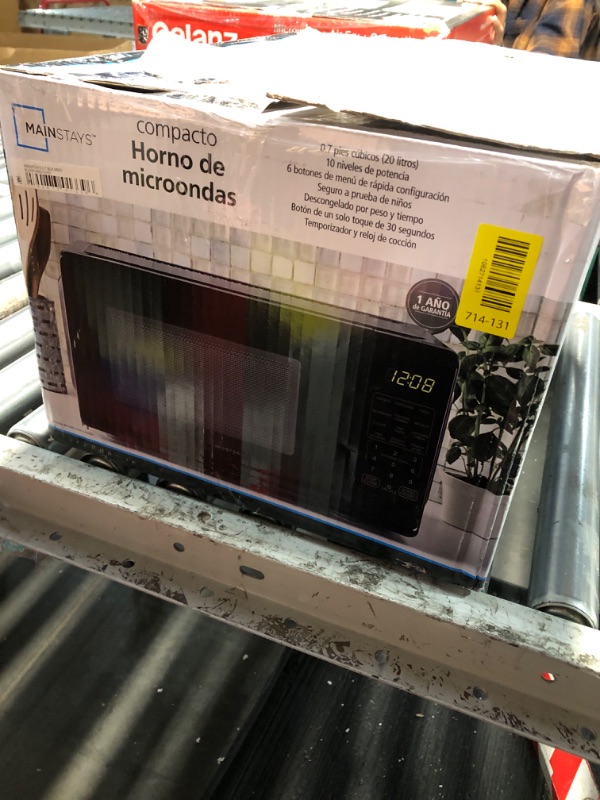 Galanz
MAINSTAYS™
compacto
Horno de
microondas
0.7 pies cúbicos (20 litros)
10 niveles de potencia
6 botones de menú de rápida configuración
Seguro a prueba de niños
Descongelado por peso y tiempo
Botón de un solo toque de 30 segundos
Temporizador y reloj de cocción
1 AÑO
de GARANTÍA
714-131
12:08